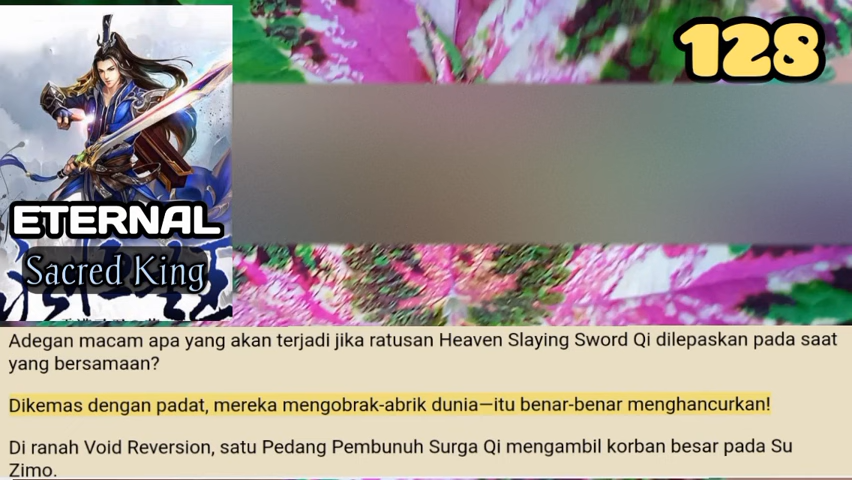 128
ETERNAL
Sacred King
Adegan macam apa yang akan terjadi jika ratusan Heaven Slaying Sword Qi dilepaskan pada saat
yang bersamaan?
Dikemas dengan padat, mereka mengobrak-abrik dunia—itu benar-benar menghancurkan!
Di ranah Void Reversion, satu Pedang Pembunuh Surga Qi mengambil korban besar pada Su
Zimo.